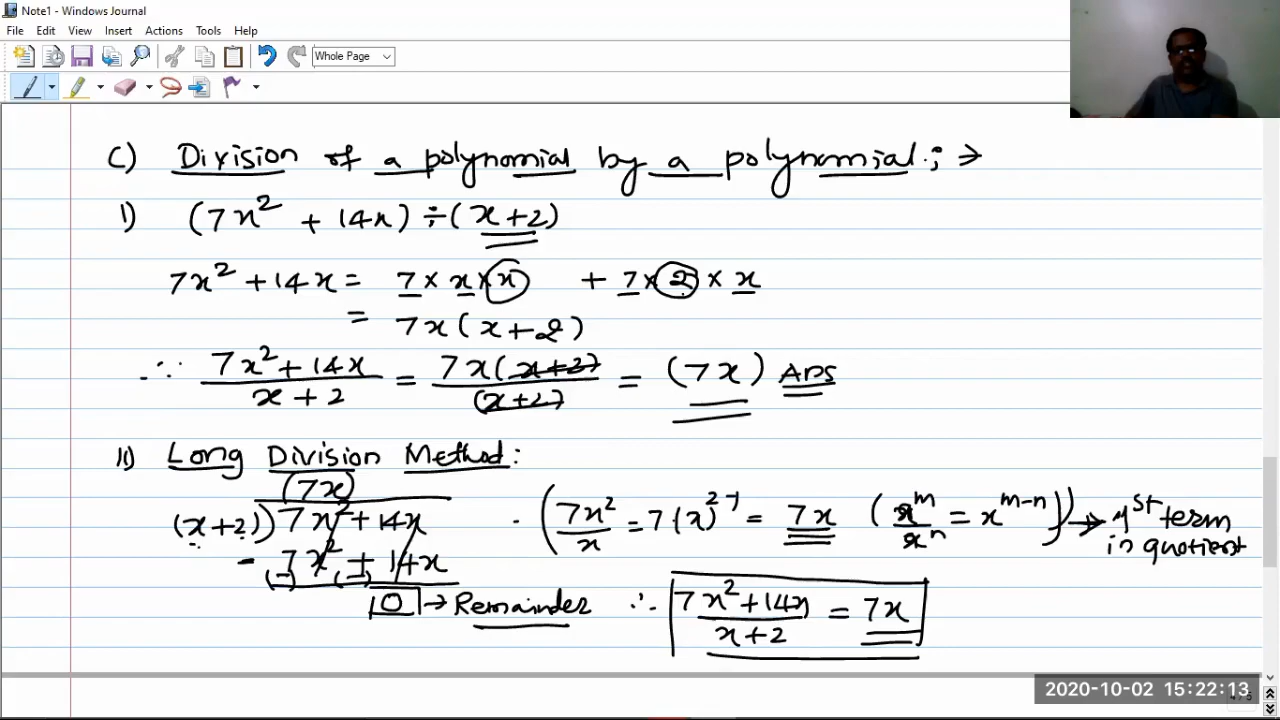 Note1 - Windows Journal
File Edit View Insert Actions Tools Help
Whole Page
C) Division of a polynomial by a polynomial ; ⇒
i) (7x² + 14x) ÷ (x+2)
7x² + 14x = 7 × x × x + 7 × 2 × x
= 7x (x+2)
∴ (7x² + 14x)/(x + 2) = 7x(x+2)/(x+2) = (7x) Ans
ii) Long Division Method:
(7x)
(x+2)) 7x² + 14x
- 7x² + 14x
(-) (-)
0 → Remainder
(7x²/x = 7(x)²⁻¹ = 7x (xᵐ/xⁿ = xᵐ⁻ⁿ)) → 1st term
in quotient
∴ (7x² + 14x)/(x+2) = 7x
2020-10-02 15:22:13